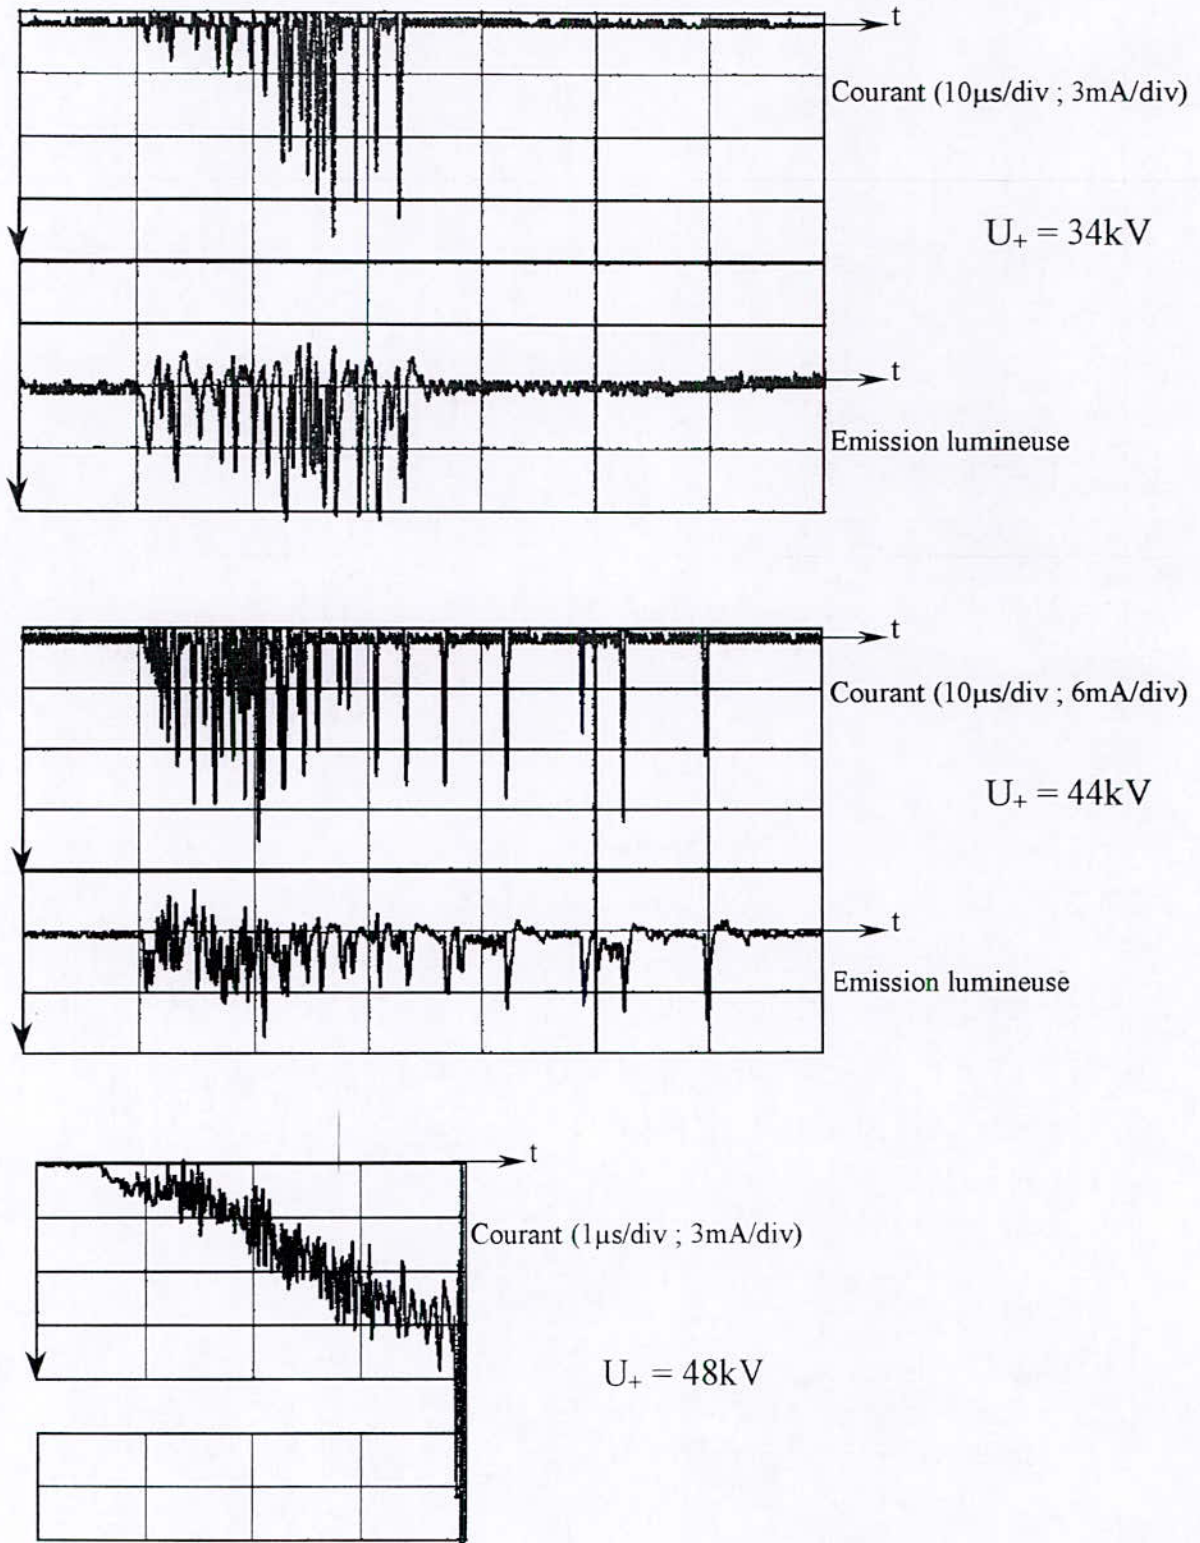 t
Courant (10µs/div ; 3mA/div)
U+ = 34kV
t
Emission lumineuse
t
Courant (10µs/div ; 6mA/div)
U+ = 44kV
t
Emission lumineuse
t
Courant (1µs/div ; 3mA/div)
U+ = 48kV